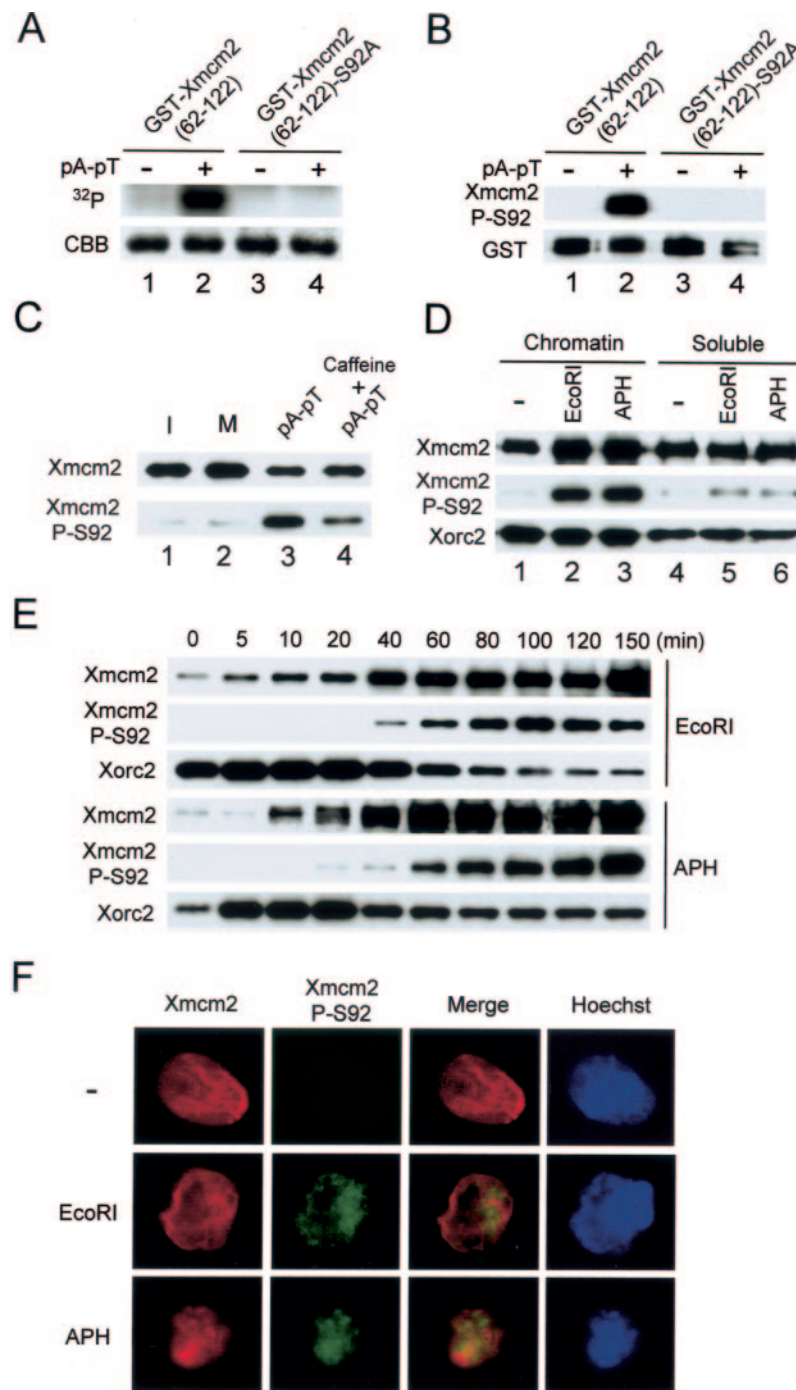 A
GST-Xmcm2
(62-122)
GST-Xmcm2
(62-122)-S92A
pA-pT - + - +
32P
CBB
1 2 3 4
B
GST-Xmcm2
(62-122)
GST-Xmcm2
(62-122)-S92A
pA-pT - + - +
Xmcm2
P-S92
GST
1 2 3 4
C
I M pA-pT Caffeine
+
pA-pT
Xmcm2
Xmcm2
P-S92
1 2 3 4
D
Chromatin Soluble
- EcoRI APH - EcoRI APH
Xmcm2
Xmcm2
P-S92
Xorc2
1 2 3 4 5 6
E
0 5 10 20 40 60 80 100 120 150 (min)
Xmcm2
Xmcm2
P-S92
EcoRI
Xorc2
Xmcm2
Xmcm2
P-S92
APH
Xorc2
F
Xmcm2 Xmcm2
P-S92 Merge Hoechst
-
EcoRI
APH